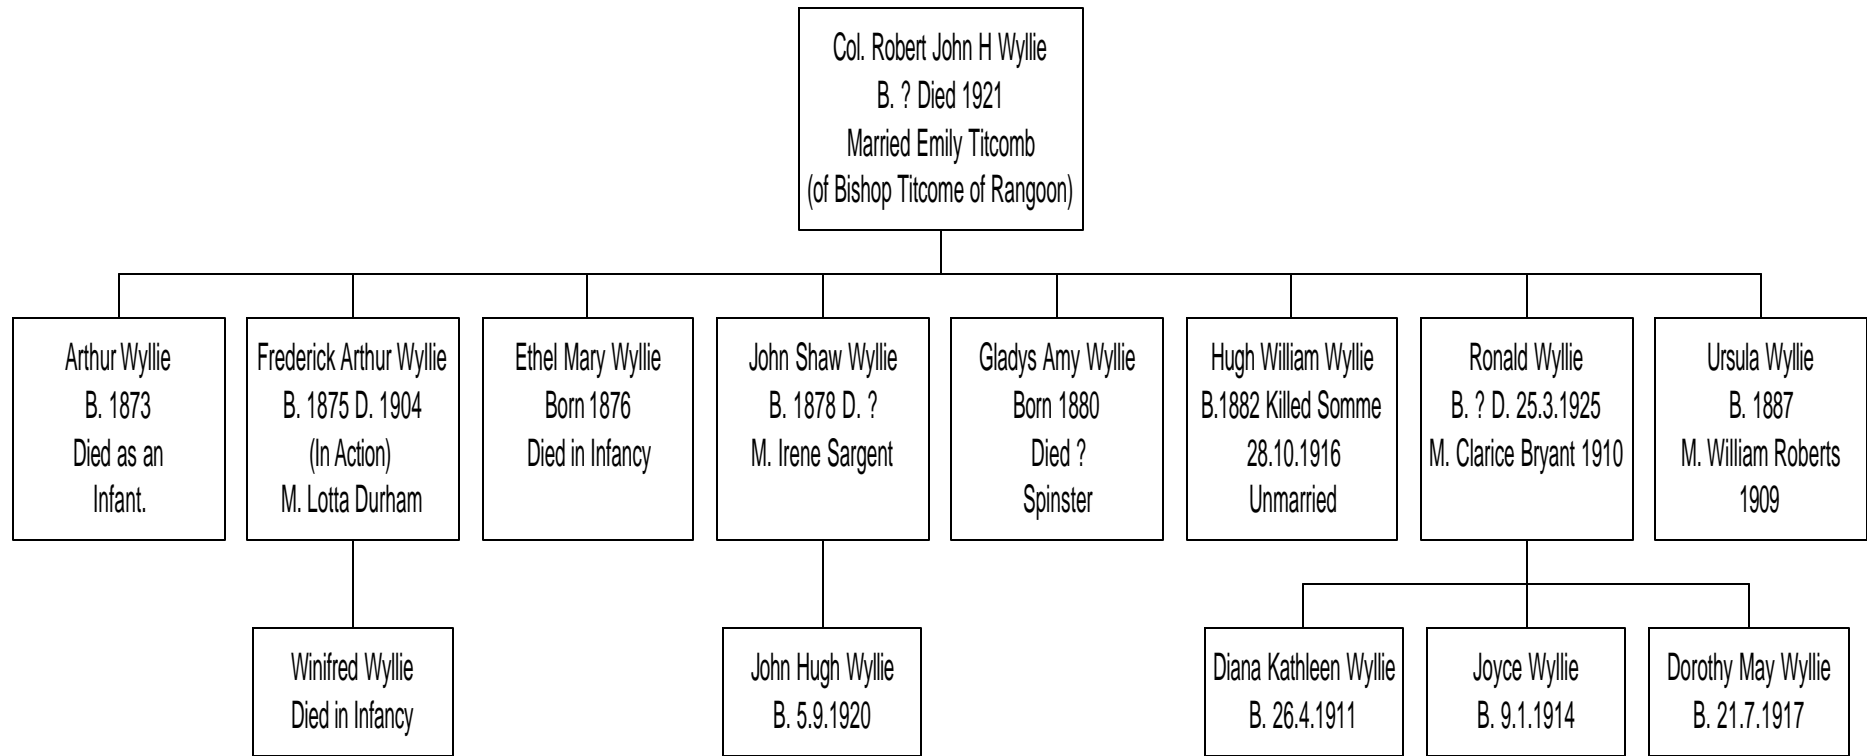 Col. Robert John H Wyllie
B. ? Died 1921
Married Emily Titcomb
(of Bishop Titcome of Rangoon)
Arthur Wyllie
B. 1873
Died as an
Infant.
Frederick Arthur Wyllie
B. 1875 D. 1904
(In Action)
M. Lotta Durham
Ethel Mary Wyllie
Born 1876
Died in Infancy
John Shaw Wyllie
B. 1878 D. ?
M. Irene Sargent
Gladys Amy Wyllie
Born 1880
Died ?
Spinster
Hugh William Wyllie
B.1882 Killed Somme
28.10.1916
Unmarried
Ronald Wyllie
B. ? D. 25.3.1925
M. Clarice Bryant 1910
Ursula Wyllie
B. 1887
M. William Roberts
1909
Winifred Wyllie
Died in Infancy
John Hugh Wyllie
B. 5.9.1920
Diana Kathleen Wyllie
B. 26.4.1911
Joyce Wyllie
B. 9.1.1914
Dorothy May Wyllie
B. 21.7.1917